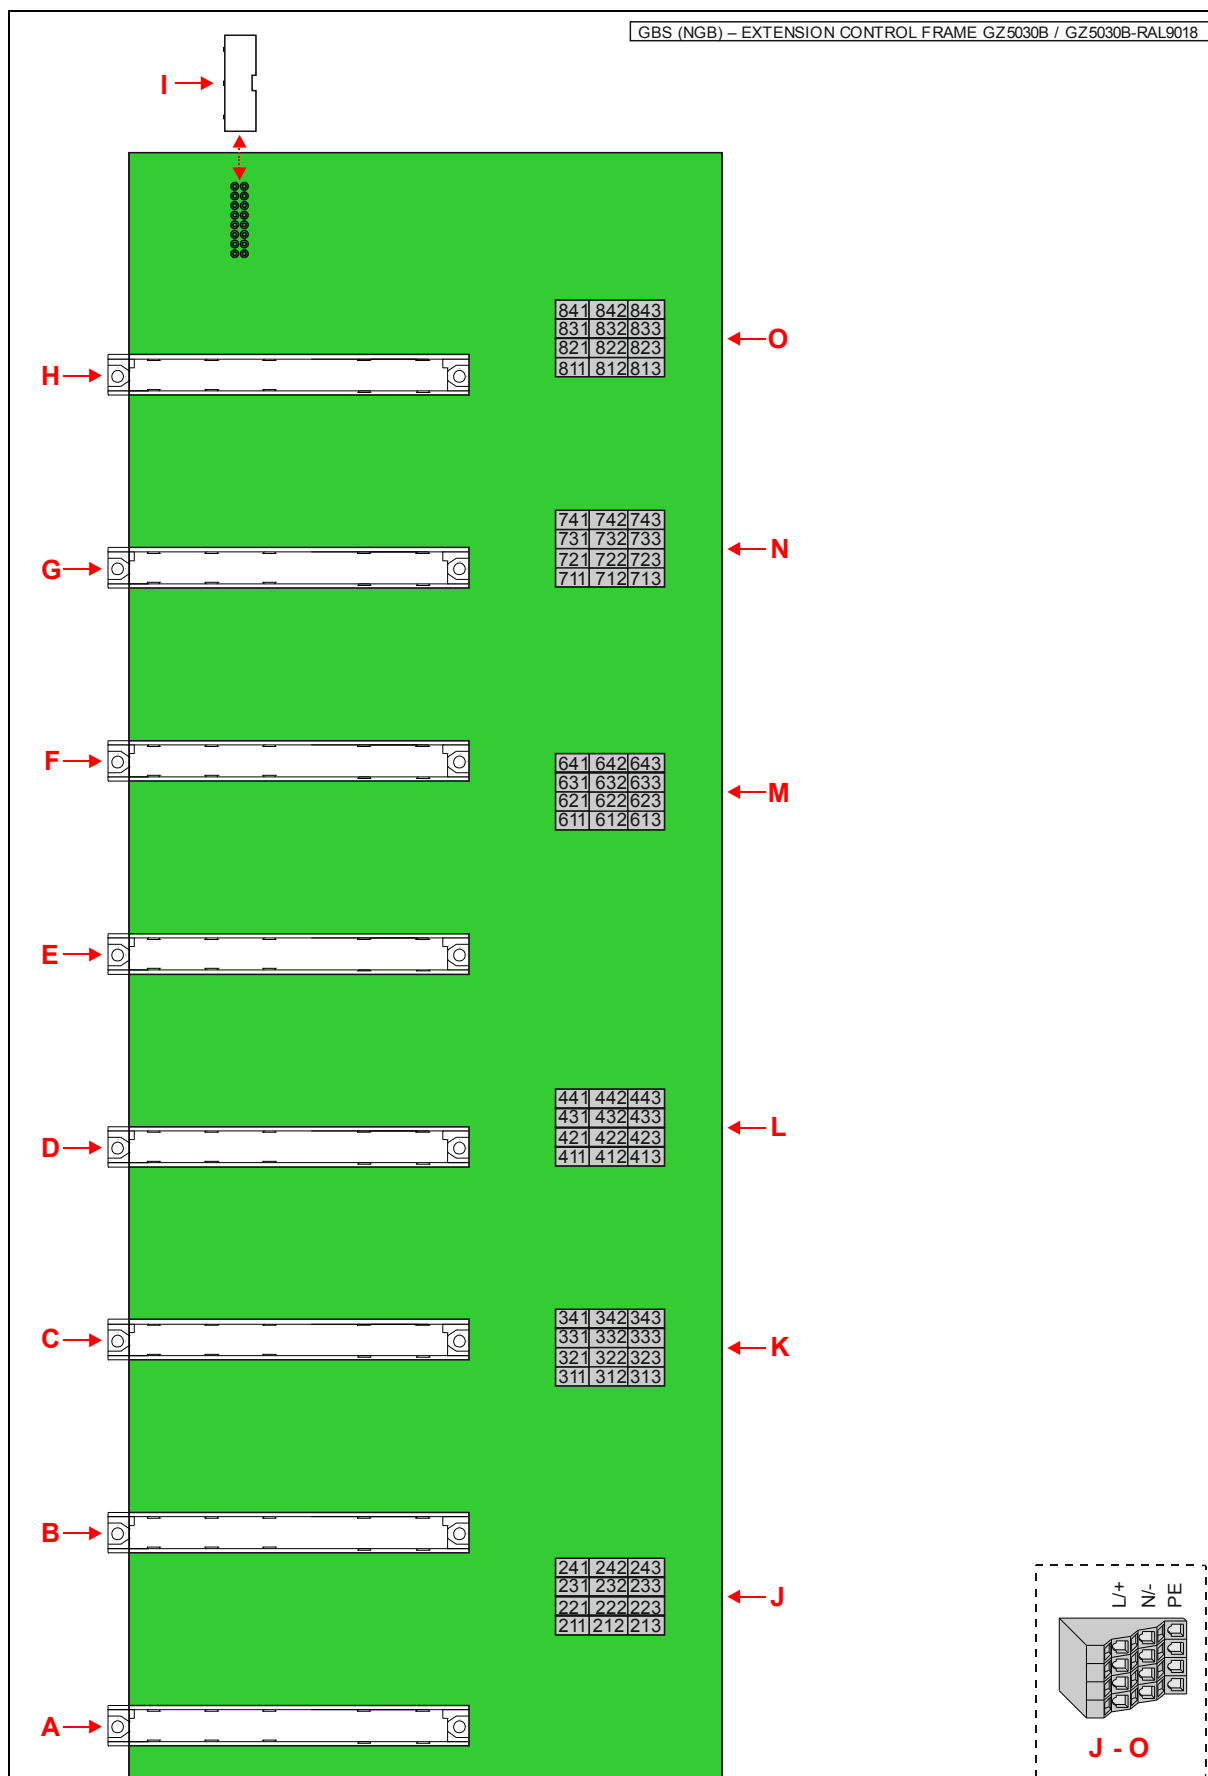 GBS (NGB) – EXTENSION CONTROL FRAME GZ5030B / GZ5030B-RAL9018
I
841 842 843
831 832 833
O
821 822 823
811 812 813
H
741 742 743
731 732 733
N
721 722 723
711 712 713
G
F
641 642 643
631 632 633
M
621 622 623
611 612 613
E
441 442 443
431 432 433
L
421 422 423
411 412 413
D
341 342 343
331 332 333
C
K
321 322 323
311 312 313
B
241 242 243
231 232 233
J
221 222 223
211 212 213
L/+ N/- PE
A
J - O